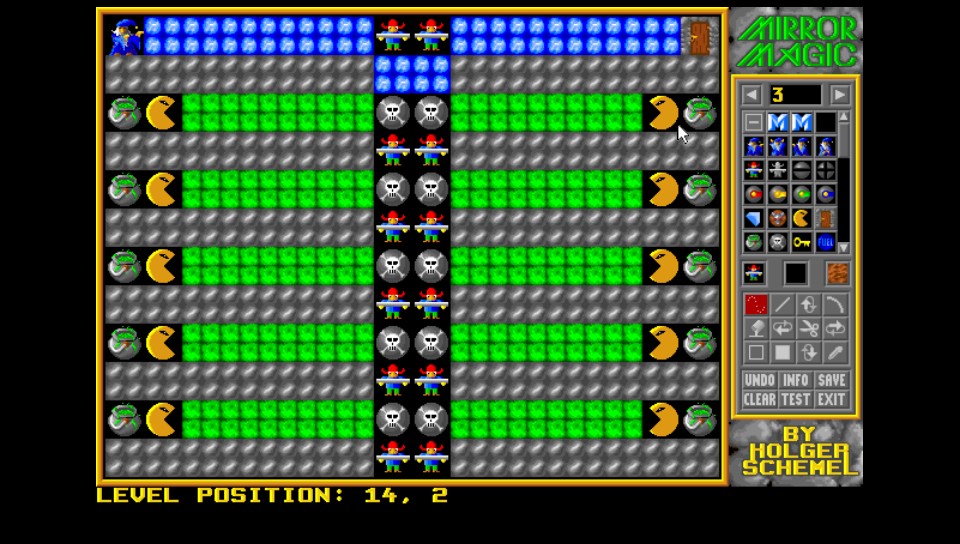 MIRROR
MAGIC
3
M M
FULL
UNDO INFO SAVE
CLEAR TEST EXIT
BY
HOLGER
SCHEMEL
LEVEL POSITION: 14, 2